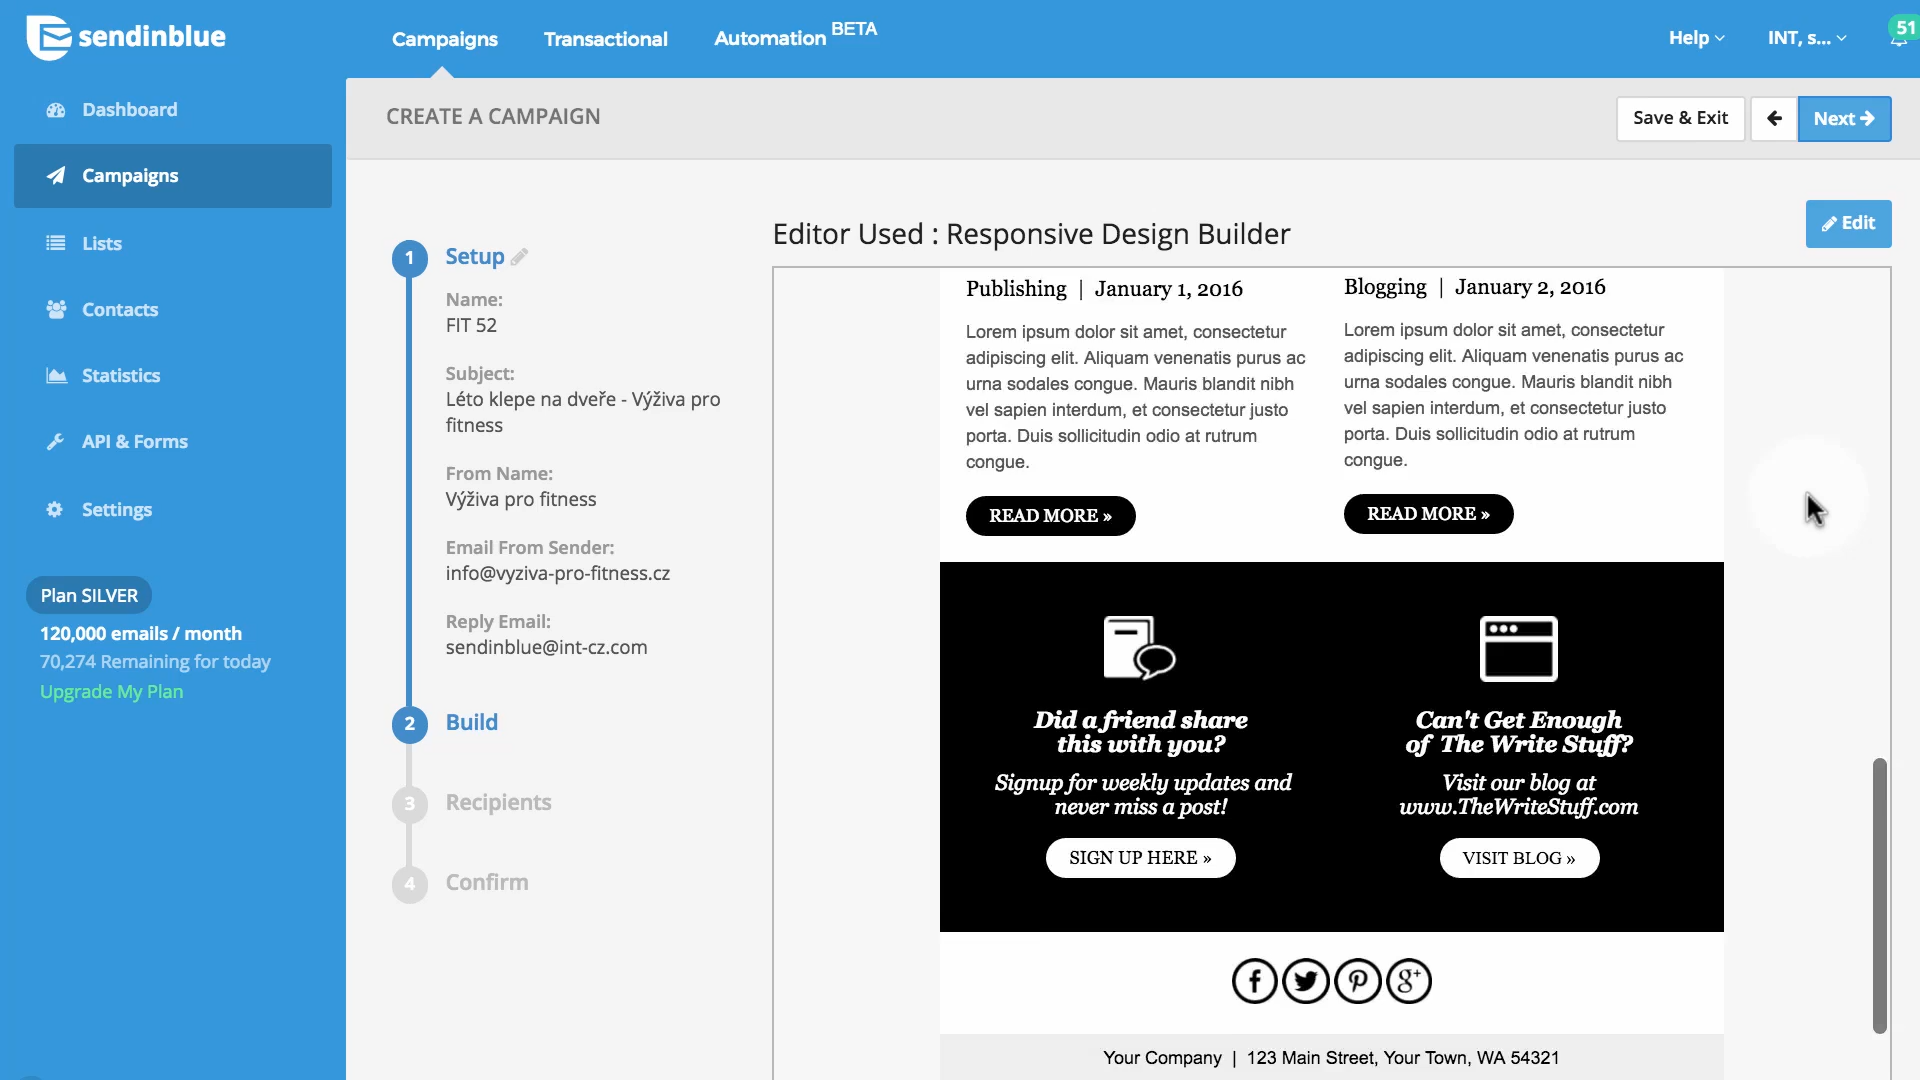 sendinblue
Campaigns
Transactional
Automation BETA
Help
INT, s...
51
Dashboard
Campaigns
Lists
Contacts
Statistics
API & Forms
Settings
Plan SILVER
120,000 emails / month
70,274 Remaining for today
Upgrade My Plan
CREATE A CAMPAIGN
Save & Exit
Next
1
Setup
Name:
FIT 52
Subject:
Léto klepe na dveře - Výživa pro
fitness
From Name:
Výživa pro fitness
Email From Sender:
info@vyziva-pro-fitness.cz
Reply Email:
sendinblue@int-cz.com
2
Build
3
Recipients
4
Confirm
Editor Used : Responsive Design Builder
Edit
Publishing | January 1, 2016
Lorem ipsum dolor sit amet, consectetur
adipiscing elit. Aliquam venenatis purus ac
urna sodales congue. Mauris blandit nibh
vel sapien interdum, et consectetur justo
porta. Duis sollicitudin odio at rutrum
congue.
READ MORE »
Blogging | January 2, 2016
Lorem ipsum dolor sit amet, consectetur
adipiscing elit. Aliquam venenatis purus ac
urna sodales congue. Mauris blandit nibh
vel sapien interdum, et consectetur justo
porta. Duis sollicitudin odio at rutrum
congue.
READ MORE »
Did a friend share
this with you?
Signup for weekly updates and
never miss a post!
SIGN UP HERE »
Can't Get Enough
of The Write Stuff?
Visit our blog at
www.TheWriteStuff.com
VISIT BLOG »
Your Company | 123 Main Street, Your Town, WA 54321